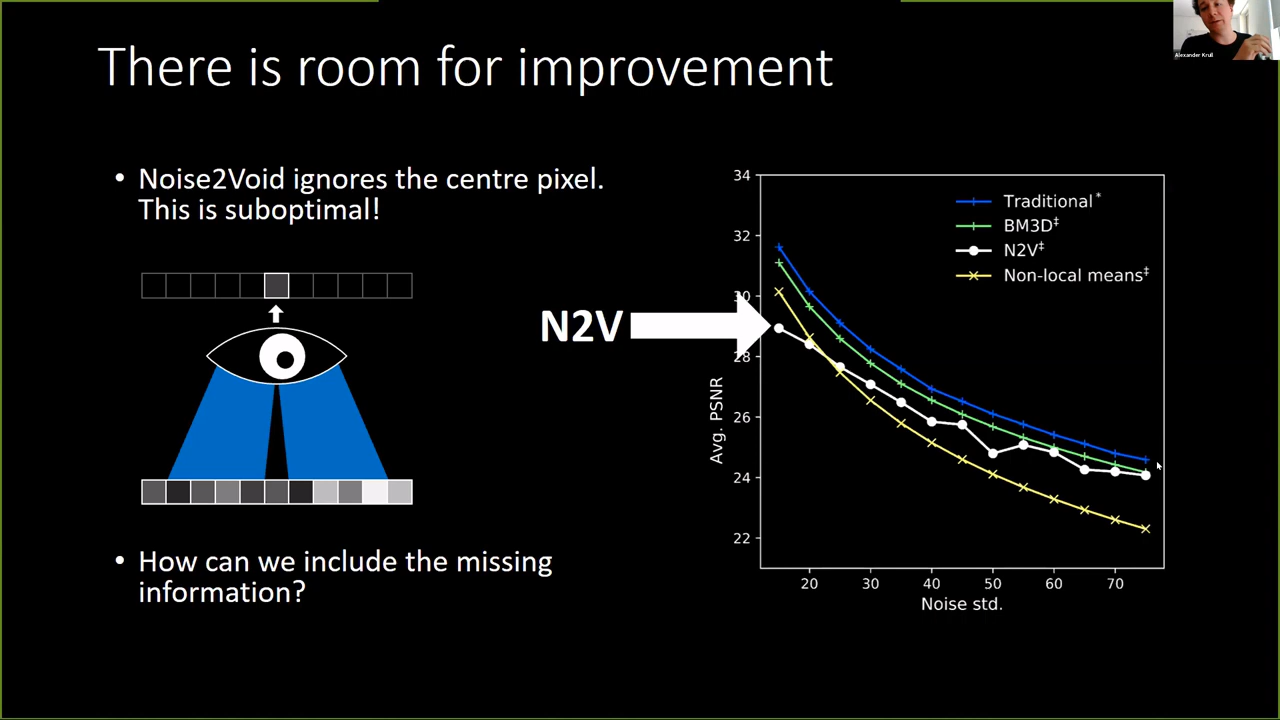 There is room for improvement
Alexander Krull
• Noise2Void ignores the centre pixel.
This is suboptimal!
N2V
• How can we include the missing
information?
34
32
30
28
26
24
22
Avg. PSNR
Traditional*
BM3D‡
N2V‡
Non-local means‡
20 30 40 50 60 70
Noise std.